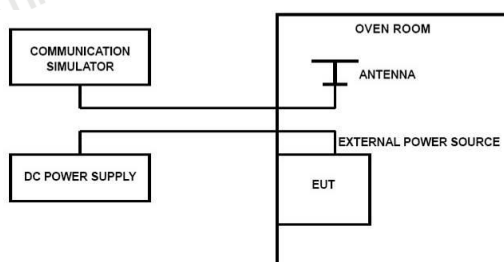 OVEN ROOM
COMMUNICATION
SIMULATOR
ANTENNA
EXTERNAL POWER SOURCE
DC POWER SUPPLY
EUT